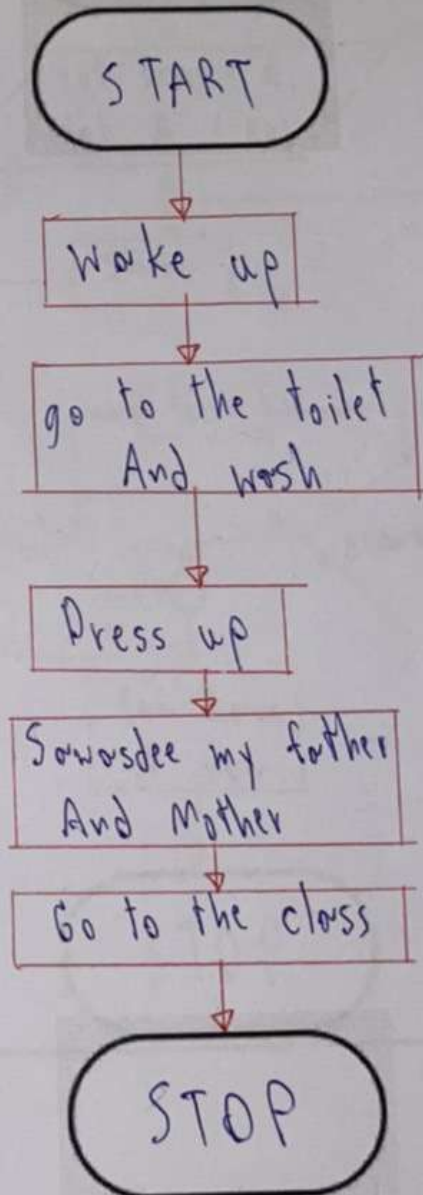 START
Wake up
go to the toilet
And wash
Dress up
Sawasdee my father
And Mother
Go to the class
STOP